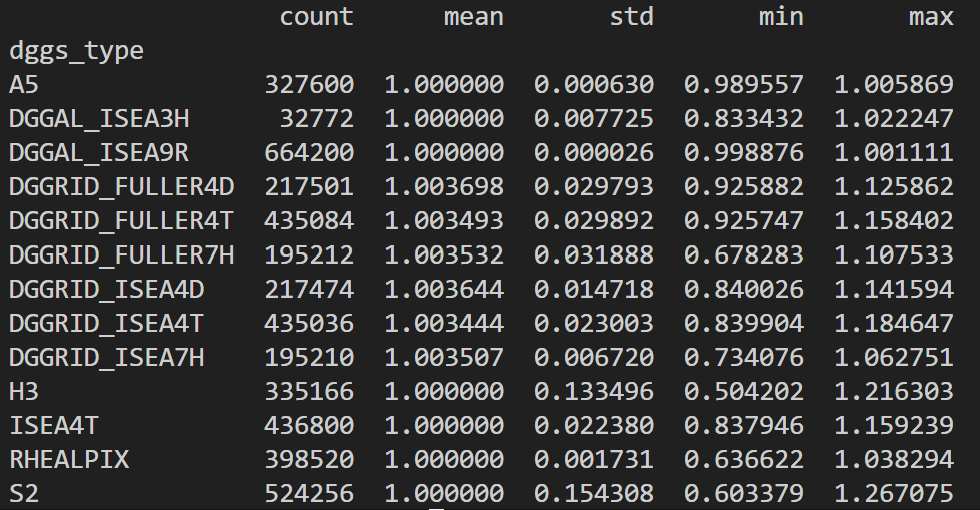 count mean std min max
dggs_type
A5 327600 1.000000 0.000630 0.989557 1.005869
DGGAL_ISEA3H 32772 1.000000 0.007725 0.833432 1.022247
DGGAL_ISEA9R 664200 1.000000 0.000026 0.998876 1.001111
DGGRID_FULLER4D 217501 1.003698 0.029793 0.925882 1.125862
DGGRID_FULLER4T 435084 1.003493 0.029892 0.925747 1.158402
DGGRID_FULLER7H 195212 1.003532 0.031888 0.678283 1.107533
DGGRID_ISEA4D 217474 1.003644 0.014718 0.840026 1.141594
DGGRID_ISEA4T 435036 1.003444 0.023003 0.839904 1.184647
DGGRID_ISEA7H 195210 1.003507 0.006720 0.734076 1.062751
H3 335166 1.000000 0.133496 0.504202 1.216303
ISEA4T 436800 1.000000 0.022380 0.837946 1.159239
RHEALPIX 398520 1.000000 0.001731 0.636622 1.038294
S2 524256 1.000000 0.154308 0.603379 1.267075